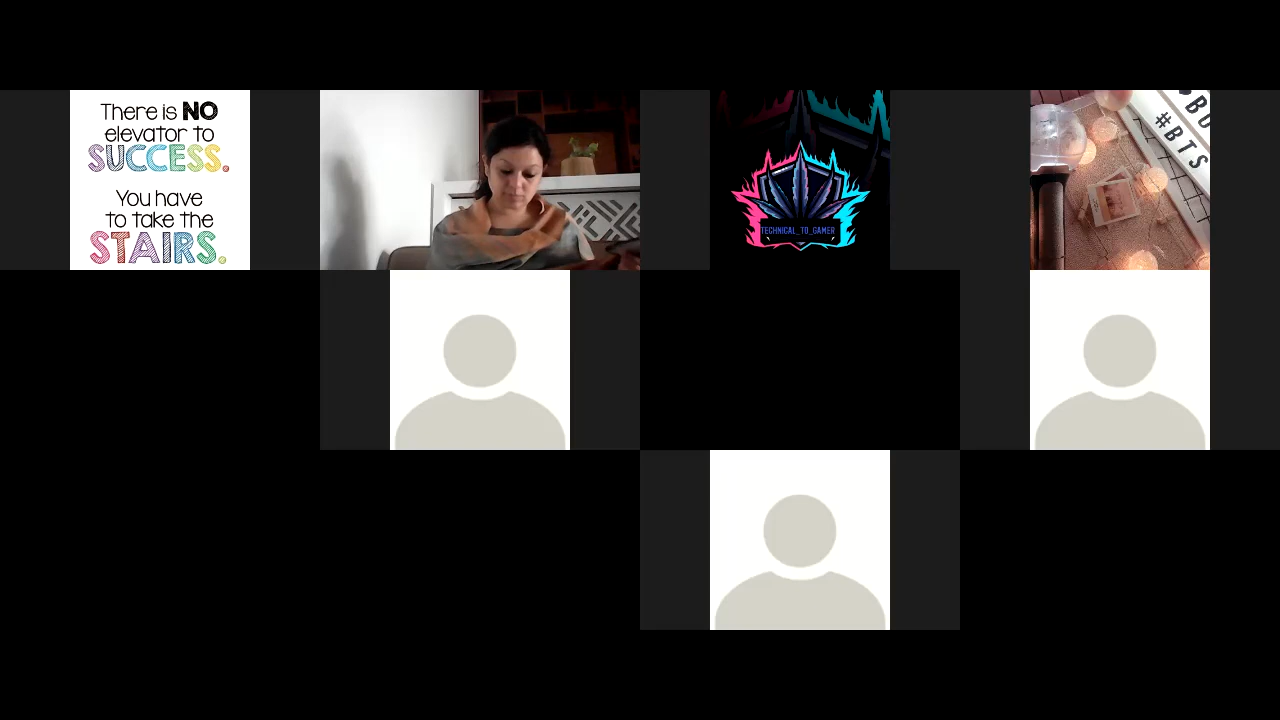 There is NO
elevator to
SUCCESS.
You have
to take the
STAIRS.
TECHNICAL_TO_GAMER
#BTS